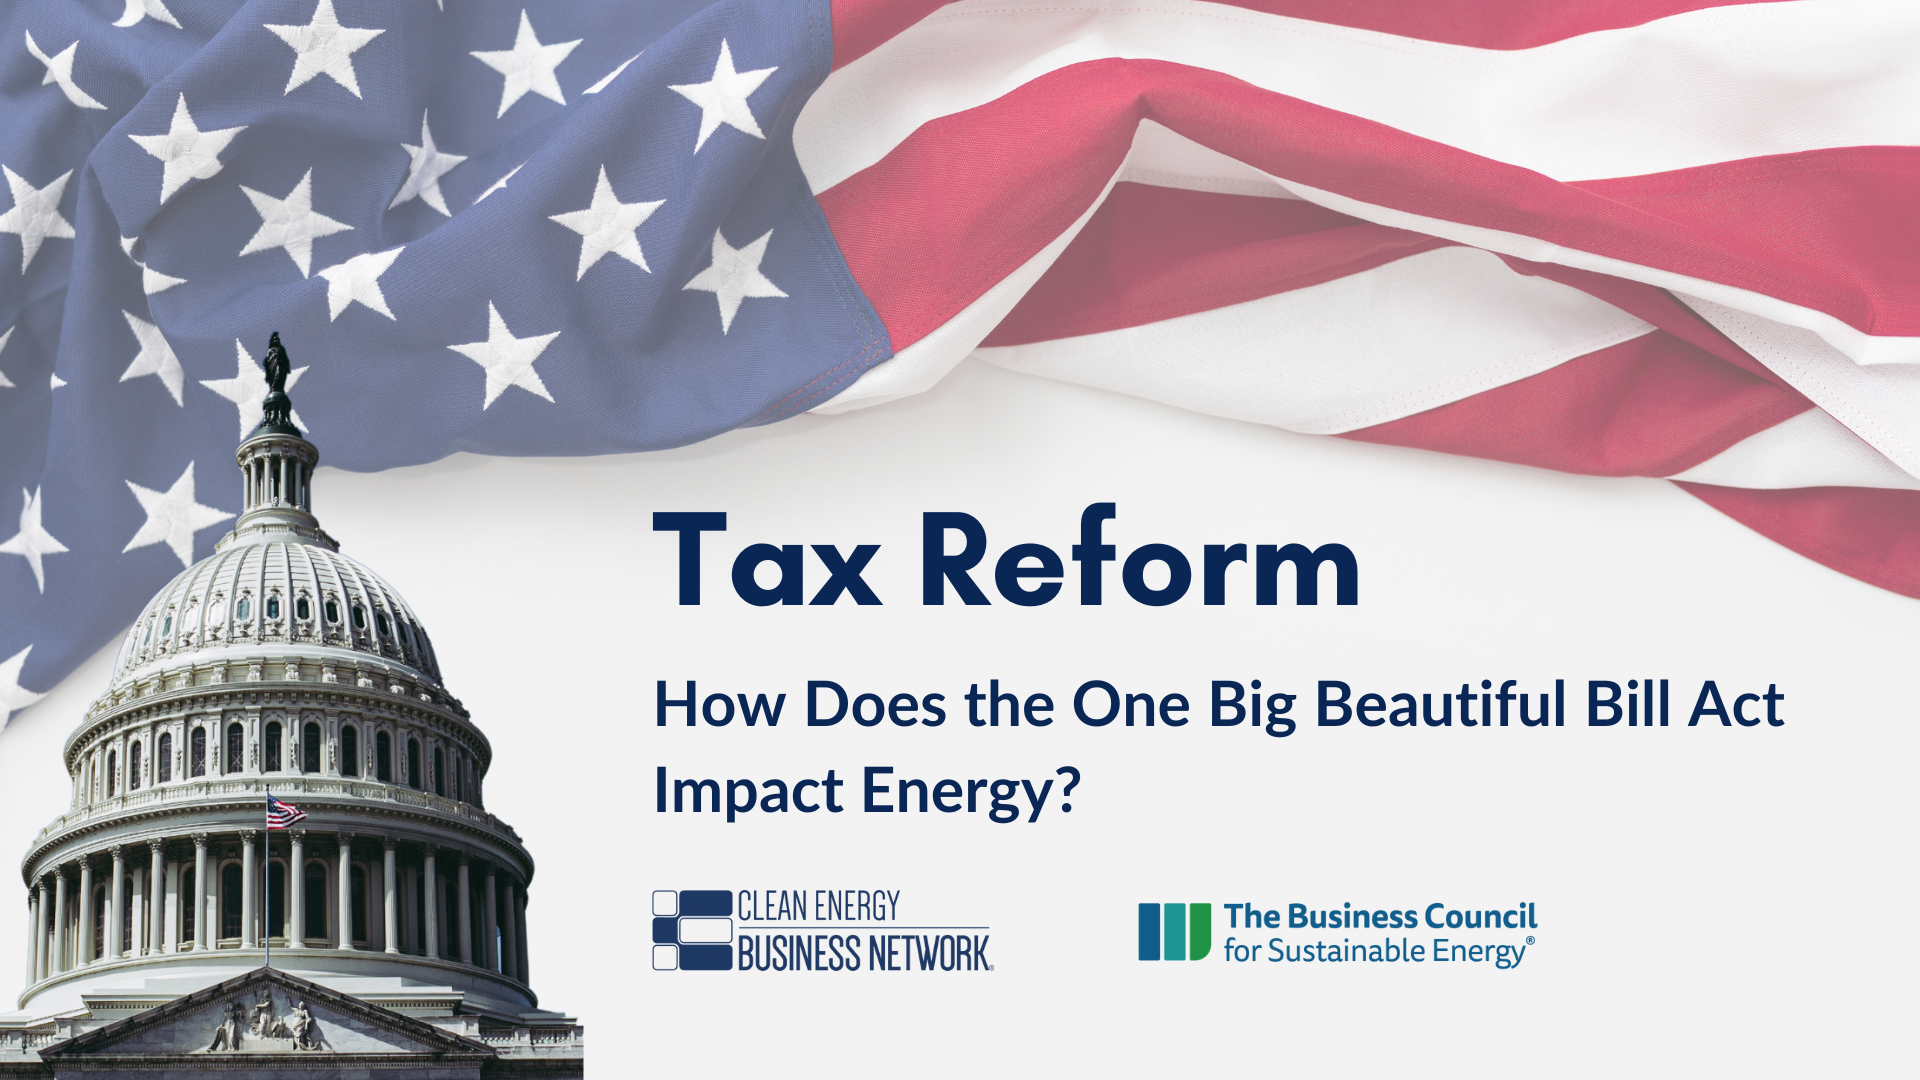 Tax Reform
How Does the One Big Beautiful Bill Act
Impact Energy?
CLEAN ENERGY
BUSINESS NETWORK®
The Business Council
for Sustainable Energy®